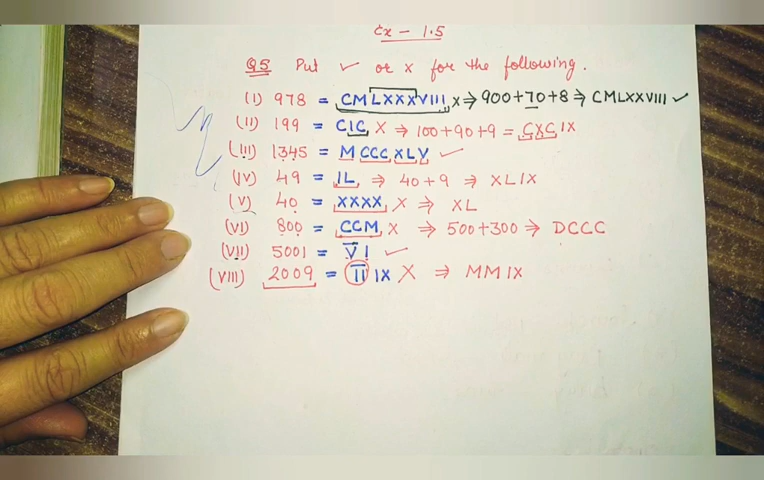 Ex - 1.5
Q5 Put ✓ or x for the following.
(I) 978 = CMLXXXVIII X ⇒ 900+70+8 ⇒ CMLXXVIII ✓
(II) 199 = CIC X ⇒ 100+90+9 = CXCIX
(III) 1345 = MCCCXLV ✓
(IV) 49 = IL ⇒ 40+9 ⇒ XLIX
(V) 40 = XXXX X ⇒ XL
(VI) 800 = CCM X ⇒ 500+300 ⇒ DCCC
(VII) 5001 = V̅I ✓
(VIII) 2009 = I̅I̅IX X ⇒ MMIX